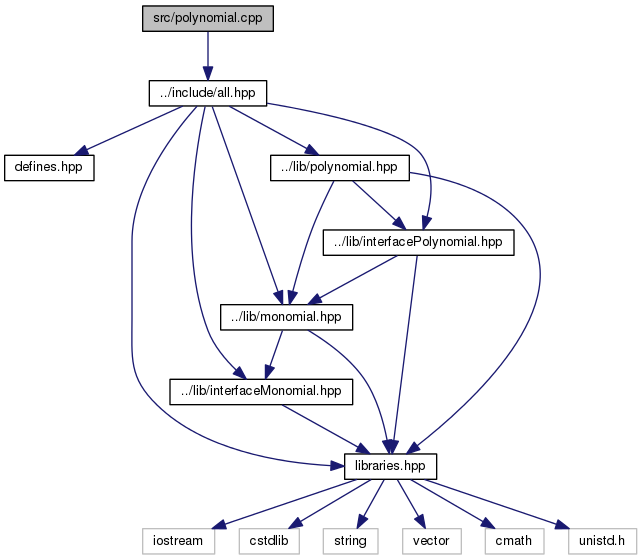 src/polynomial.cpp
../include/all.hpp
defines.hpp
../lib/polynomial.hpp
../lib/interfacePolynomial.hpp
../lib/monomial.hpp
../lib/interfaceMonomial.hpp
libraries.hpp
iostream
cstdlib
string
vector
cmath
unistd.h